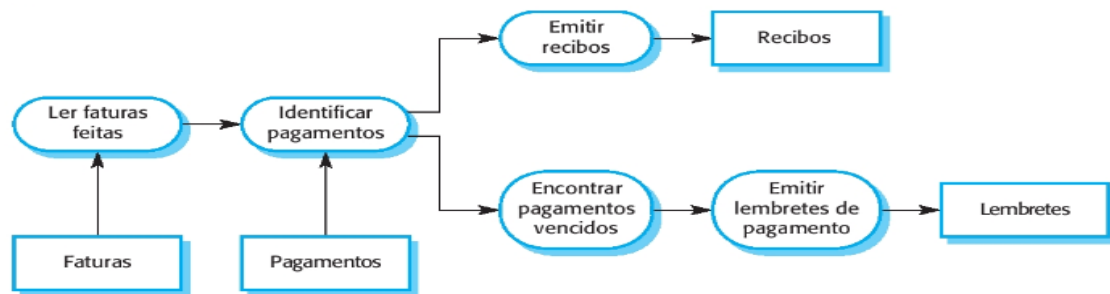 Emitir
recibos
Recibos
Ler faturas
feitas
Identificar
pagamentos
Encontrar
pagamentos
vencidos
Emitir
lembretes de
pagamento
Lembretes
Faturas
Pagamentos